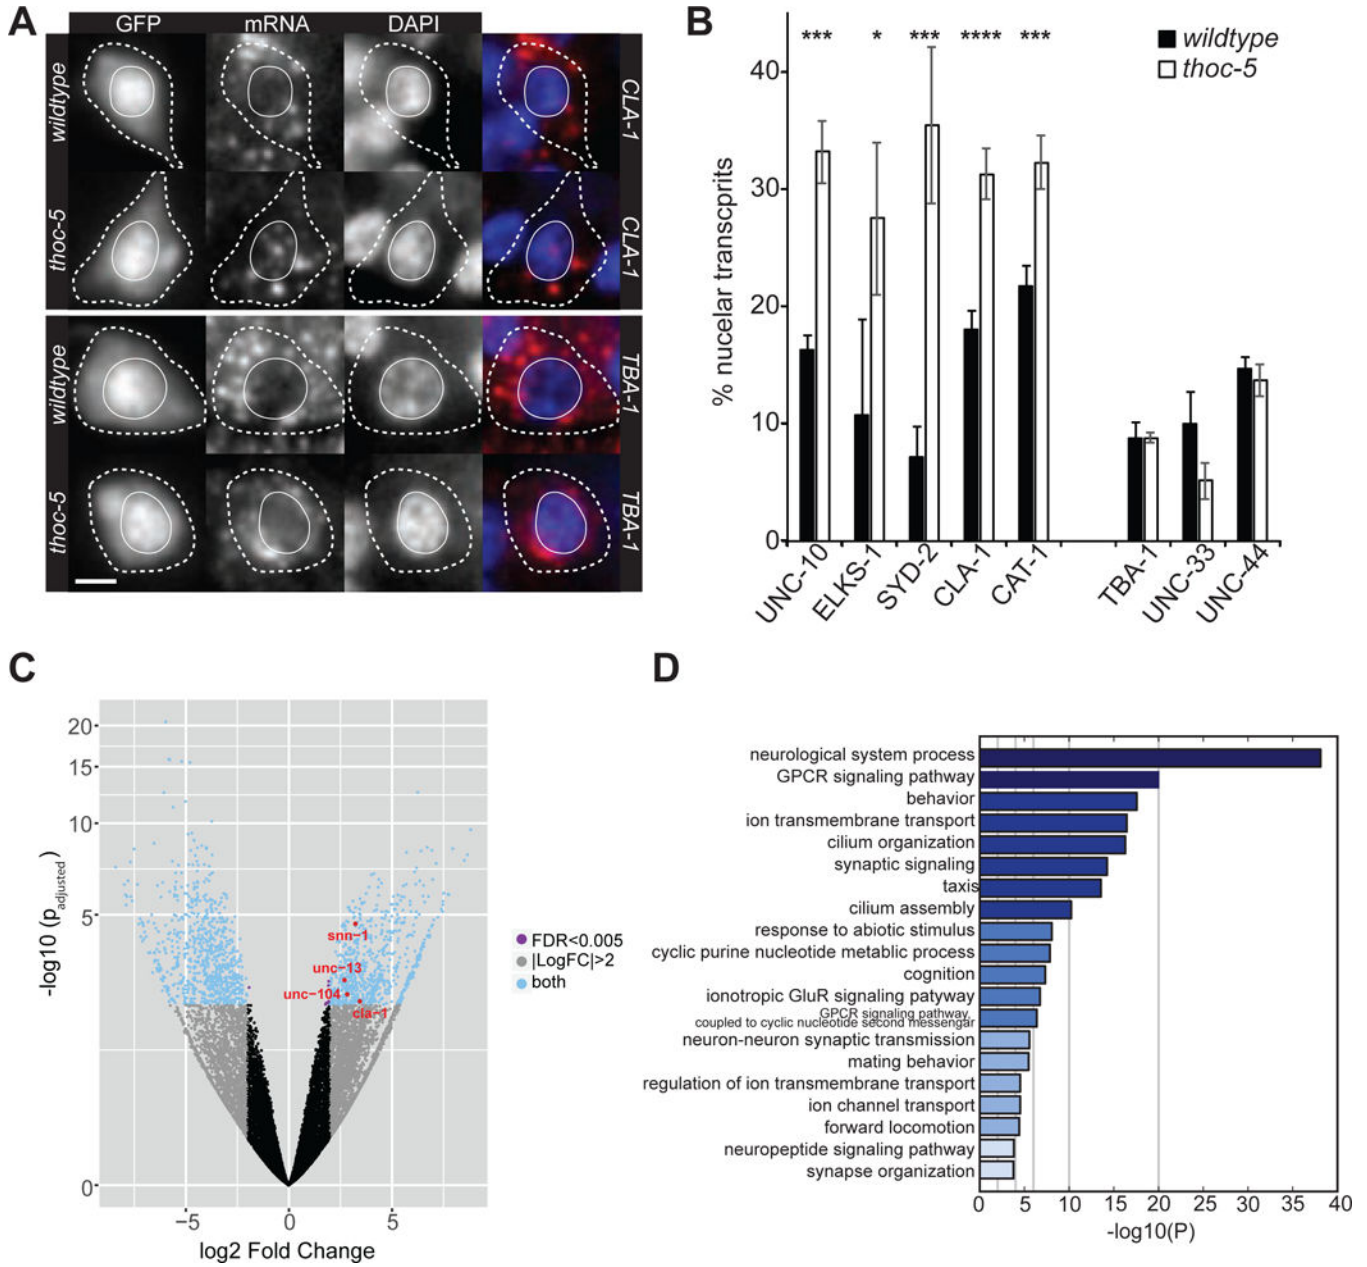 A
GFP mRNA DAPI
wildtype CLA-1
thoc-5 CLA-1
wildtype TBA-1
thoc-5 TBA-1
B
*** * *** **** ***
wildtype
thoc-5
% nucelar transcprits
40
30
20
10
0
UNC-10 ELKS-1 SYD-2 CLA-1 CAT-1 TBA-1 UNC-33 UNC-44
C
-log10 (p adjusted)
20
15
10
5
0
snn-1
unc-13
unc-104
cla-1
FDR<0.005
|LogFC|>2
both
−5 0 5
log2 Fold Change
D
neurological system process
GPCR signaling pathway
behavior
ion transmembrane transport
cilium organization
synaptic signaling
taxis
cilium assembly
response to abiotic stimulus
cyclic purine nucleotide metablic process
cognition
ionotropic GluR signaling patyway
GPCR signaling pathway,
coupled to cyclic nucleotide second messengar
neuron-neuron synaptic transmission
mating behavior
regulation of ion transmembrane transport
ion channel transport
forward locomotion
neuropeptide signaling pathway
synapse organization
0 5 10 15 20 25 30 35 40
-log10(P)